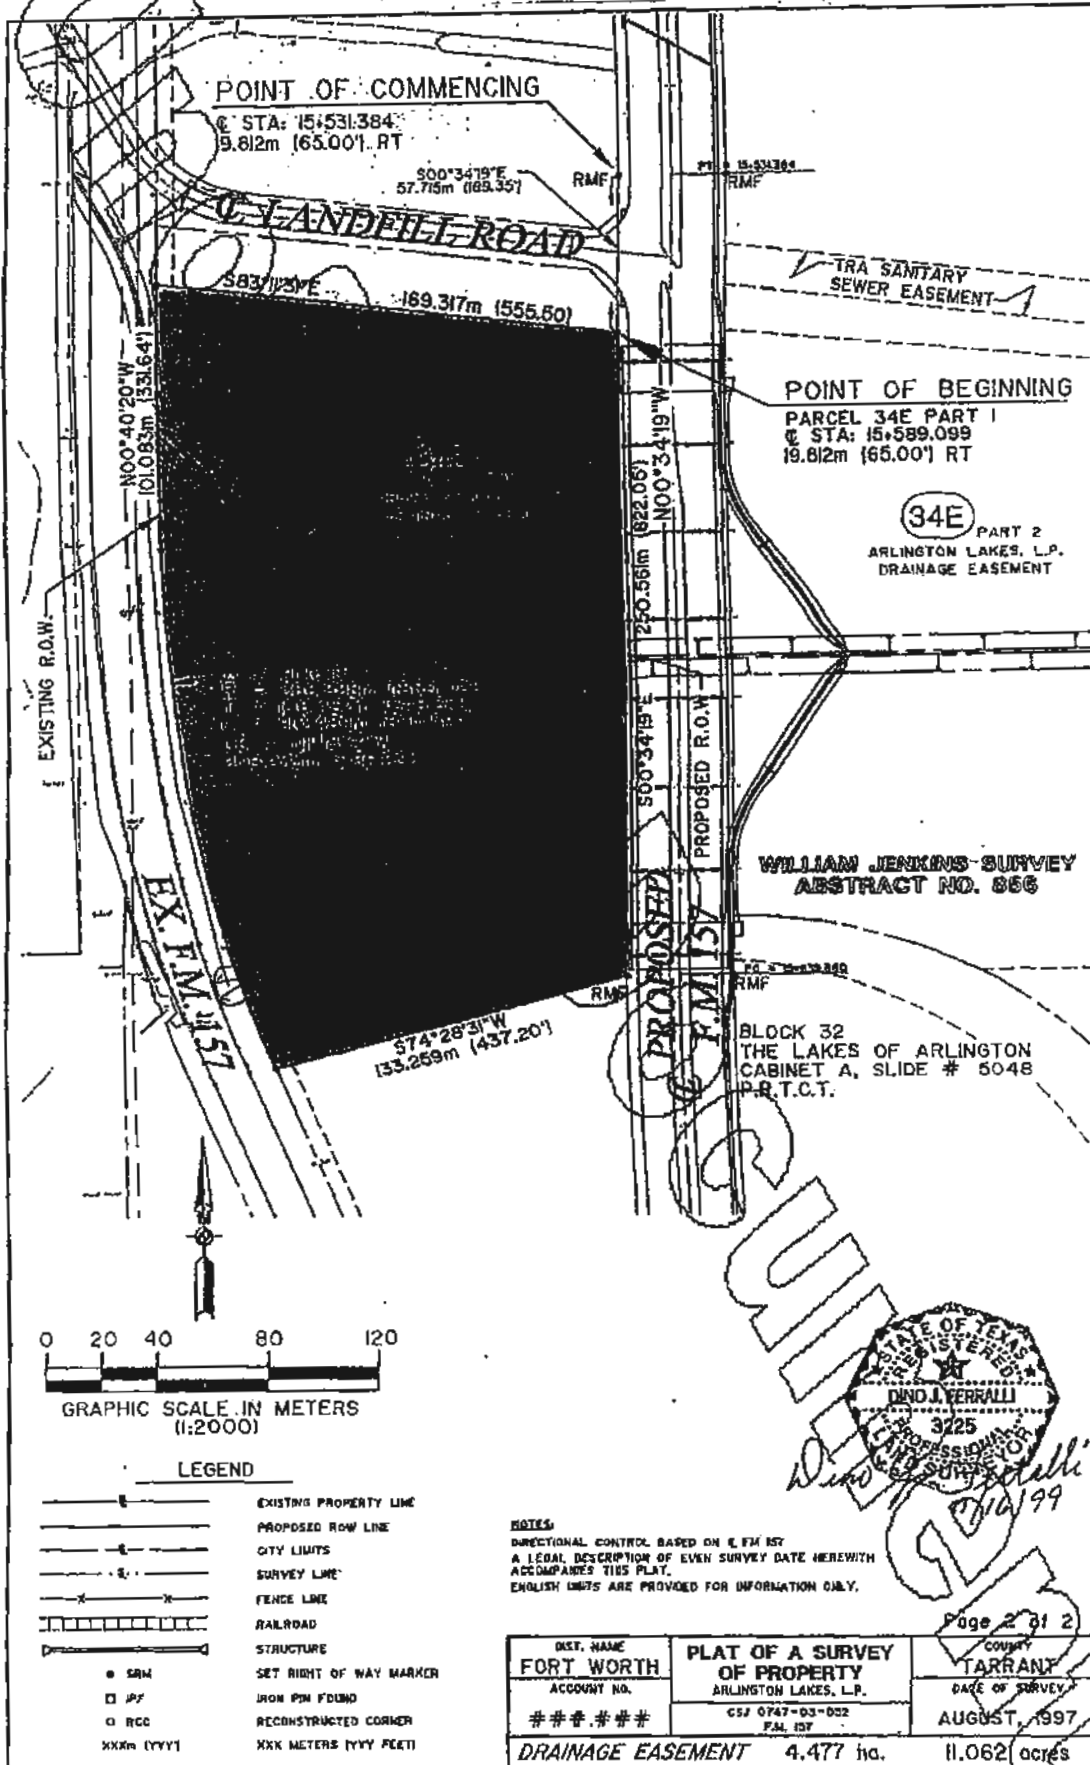 POINT OF COMMENCING
℄ STA: 15+531.384
9.812m (65.00') RT
S00°34'19"E
57.715m (189.35')
RMF
RMF
℄ LANDFILL ROAD
TRA SANITARY
SEWER EASEMENT
169.317m (555.50)
N00°40'20"W
101.083m (331.64')
POINT OF BEGINNING
PARCEL 34E PART 1
℄ STA: 15+589.099
19.812m (65.00') RT
N00°34'19"W
250.561m (822.05')
S00°34'19"E
34E PART 2
ARLINGTON LAKES, L.P.
DRAINAGE EASEMENT
EXISTING R.O.W.
PROPOSED R.O.W.
WILLIAM JENKINS SURVEY
ABSTRACT NO. 856
EX. F.M. 157
PROPOSED
℄ F.M. 157
RMF
RMF
S74°28'31"W
133.259m (437.20')
BLOCK 32
THE LAKES OF ARLINGTON
CABINET A, SLIDE # 5048
P.R.T.C.T.
0 20 40 80 120
GRAPHIC SCALE IN METERS
(1:2000)
STATE OF TEXAS
REGISTERED
DINO J. FERRALLI
3225
PROFESSIONAL
LAND SURVEYOR
LEGEND
EXISTING PROPERTY LINE
PROPOSED ROW LINE
CITY LIMITS
SURVEY LINE
FENCE LINE
RAILROAD
STRUCTURE
SRM SET RIGHT OF WAY MARKER
IPF IRON PIN FOUND
RCC RECONSTRUCTED CORNER
XXXm (YYY') XXX METERS (YYY FEET)
NOTES:
DIRECTIONAL CONTROL BASED ON ℄ FM 157
A LEGAL DESCRIPTION OF EVEN SURVEY DATE HEREWITH
ACCOMPANIES THIS PLAT.
ENGLISH UNITS ARE PROVIDED FOR INFORMATION ONLY.
Page 2 of 2
DIST. NAME
FORT WORTH
ACCOUNT NO.
###.###
PLAT OF A SURVEY
OF PROPERTY
ARLINGTON LAKES, L.P.
CSJ 0747-03-052
F.M. 157
COUNTY
TARRANT
DATE OF SURVEY
AUGUST, 1997
DRAINAGE EASEMENT 4.477 ha. 11.062 acres